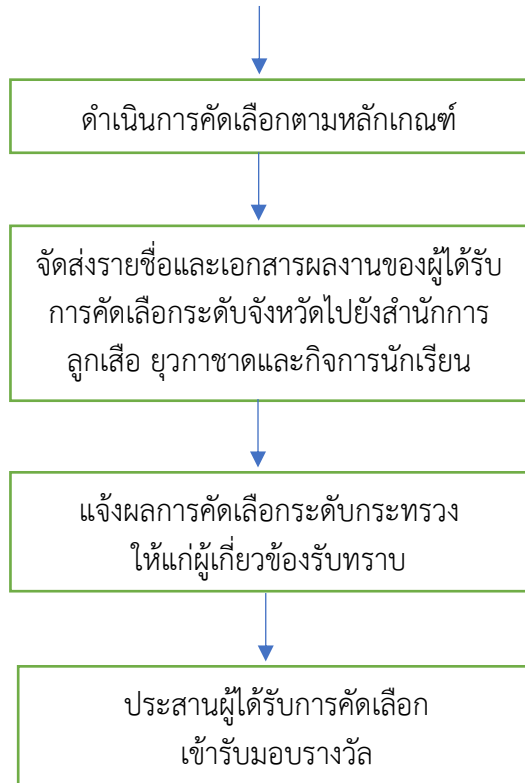 ดำเนินการคัดเลือกตามหลักเกณฑ์
จัดส่งรายชื่อและเอกสารผลงานของผู้ได้รับ
การคัดเลือกระดับจังหวัดไปยังสำนักการ
ลูกเสือ ยุวกาชาดและกิจการนักเรียน
แจ้งผลการคัดเลือกระดับกระทรวง
ให้แก่ผู้เกี่ยวข้องรับทราบ
ประสานผู้ได้รับการคัดเลือก
เข้ารับมอบรางวัล